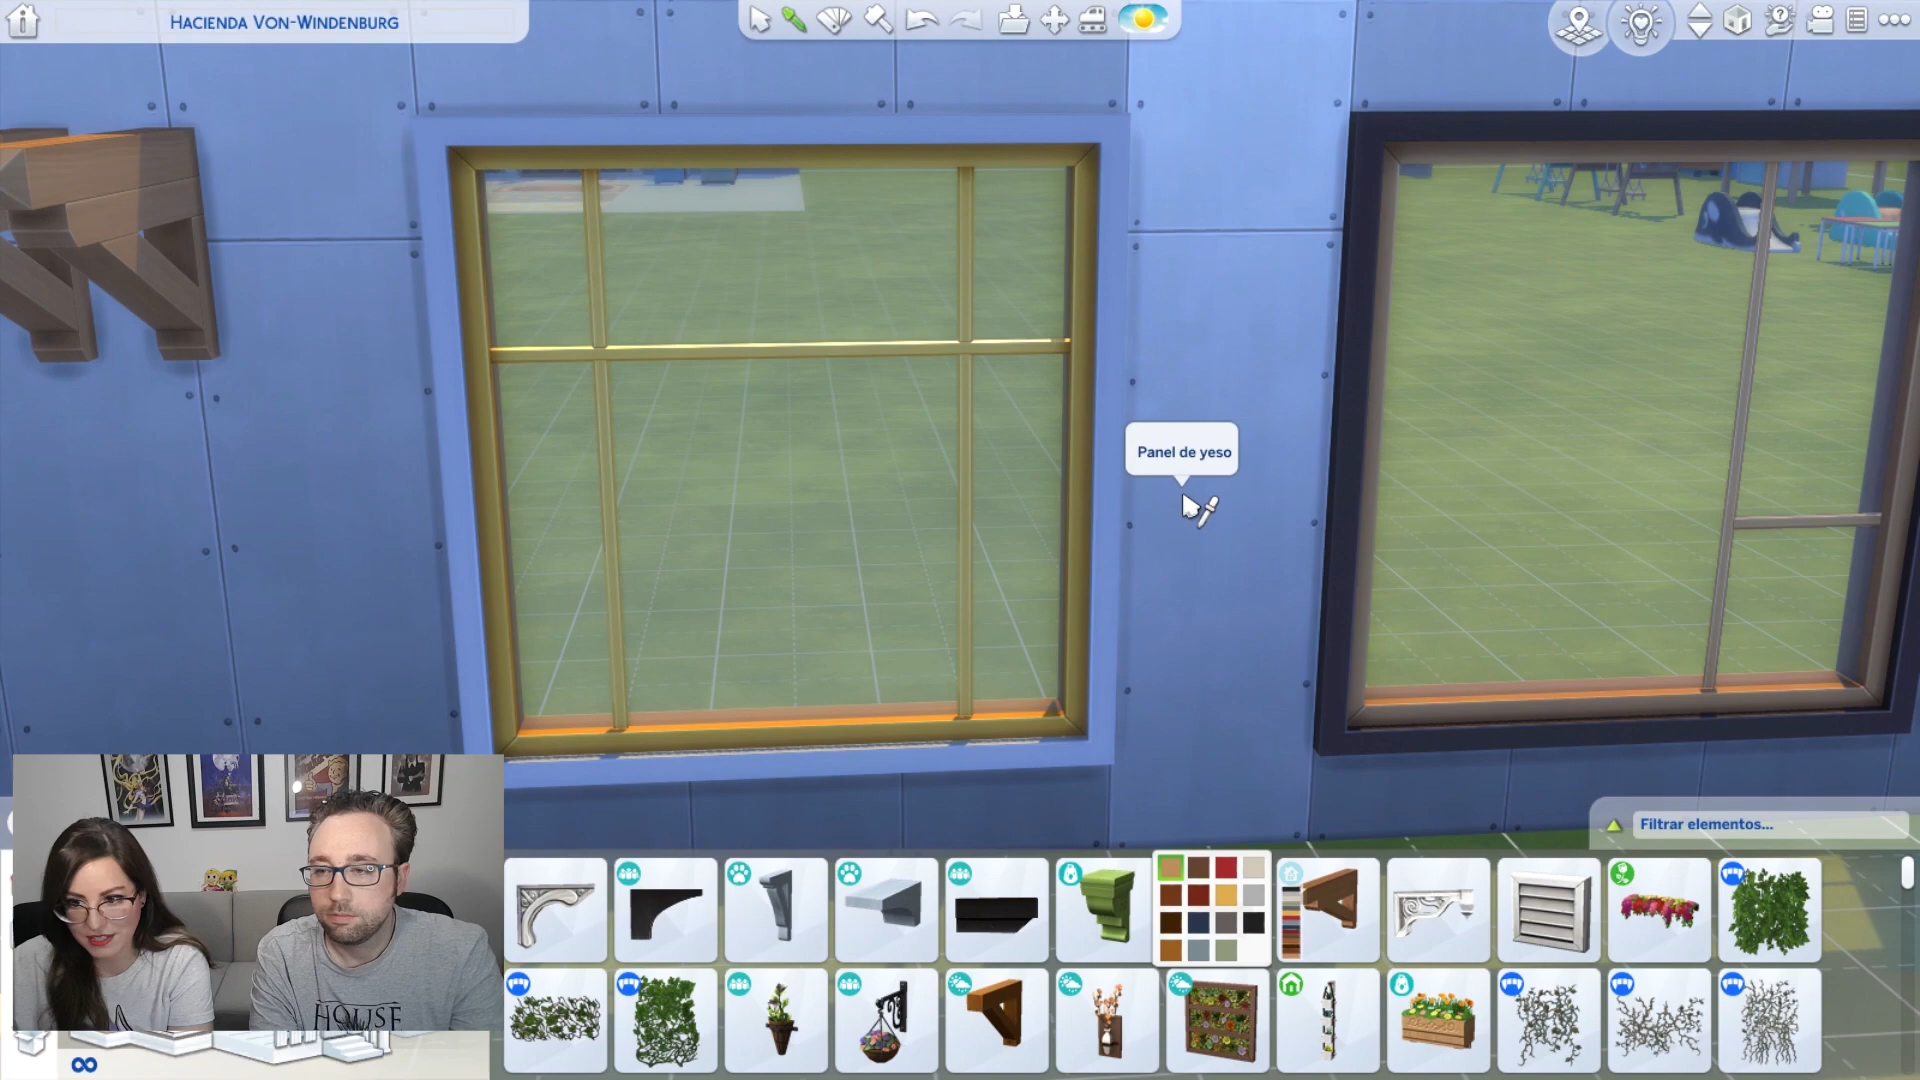 Hacienda Von-Windenburg
Panel de yeso
Filtrar elementos...
HOUSE